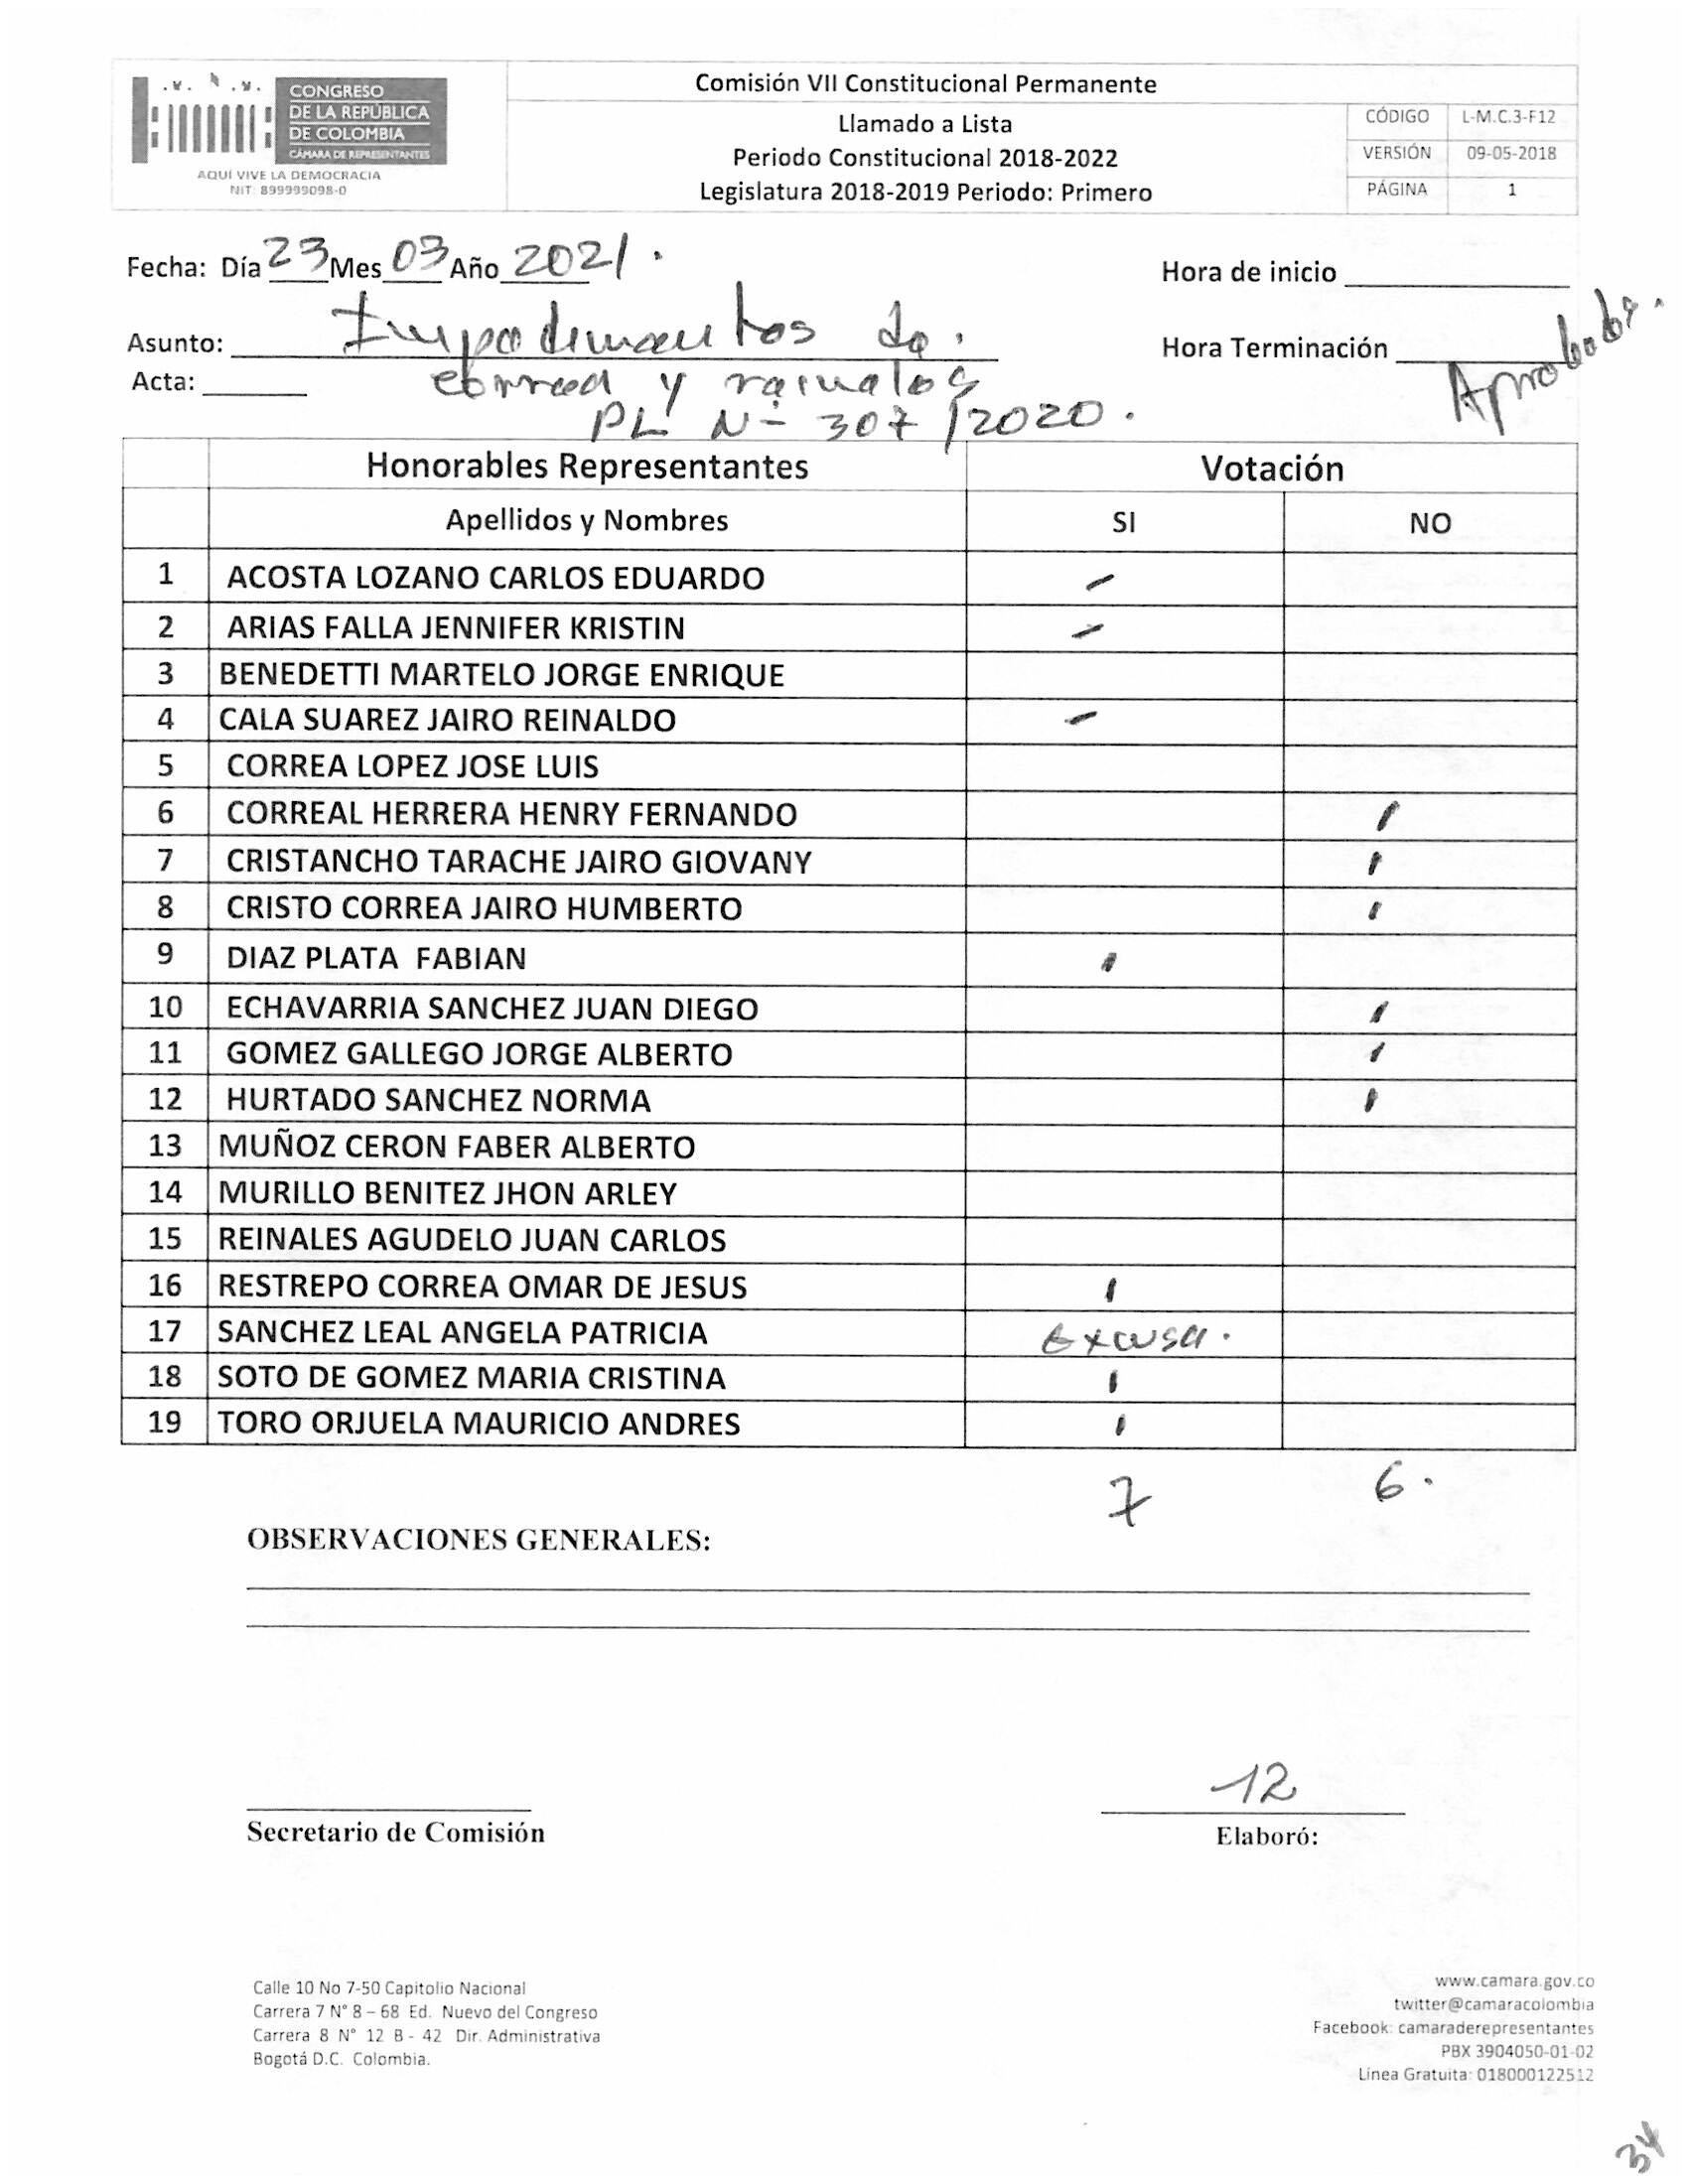 CONGRESO
DE LA REPÚBLICA
DE COLOMBIA
CÁMARA DE REPRESENTANTES
AQUÍ VIVE LA DEMOCRACIA
NIT: 899999098-0
Comisión VII Constitucional Permanente
Llamado a Lista
Periodo Constitucional 2018-2022
Legislatura 2018-2019 Periodo: Primero
CÓDIGO L-M.C.3-F12
VERSIÓN 09-05-2018
PÁGINA 1
Fecha: Día 23 Mes 03 Año 2021.
Hora de inicio
Asunto: Impedimentos de.
Hora Terminación
Aprobado.
Acta: correa y reinales
PL N- 307/2020.
Honorables Representantes Votación
Apellidos y Nombres SI NO
1 ACOSTA LOZANO CARLOS EDUARDO
2 ARIAS FALLA JENNIFER KRISTIN
3 BENEDETTI MARTELO JORGE ENRIQUE
4 CALA SUAREZ JAIRO REINALDO
5 CORREA LOPEZ JOSE LUIS
6 CORREAL HERRERA HENRY FERNANDO
7 CRISTANCHO TARACHE JAIRO GIOVANY
8 CRISTO CORREA JAIRO HUMBERTO
9 DIAZ PLATA FABIAN
10 ECHAVARRIA SANCHEZ JUAN DIEGO
11 GOMEZ GALLEGO JORGE ALBERTO
12 HURTADO SANCHEZ NORMA
13 MUÑOZ CERON FABER ALBERTO
14 MURILLO BENITEZ JHON ARLEY
15 REINALES AGUDELO JUAN CARLOS
16 RESTREPO CORREA OMAR DE JESUS
17 SANCHEZ LEAL ANGELA PATRICIA Excusa.
18 SOTO DE GOMEZ MARIA CRISTINA
19 TORO ORJUELA MAURICIO ANDRES
7 6.
OBSERVACIONES GENERALES:
12
Secretario de Comisión
Elaboró:
Calle 10 No 7-50 Capitolio Nacional
Carrera 7 N° 8 – 68 Ed. Nuevo del Congreso
Carrera 8 N° 12 B - 42 Dir. Administrativa
Bogotá D.C. Colombia.
www.camara.gov.co
twitter@camaracolombia
Facebook: camaraderepresentantes
PBX 3904050-01-02
Línea Gratuita: 018000122512
34